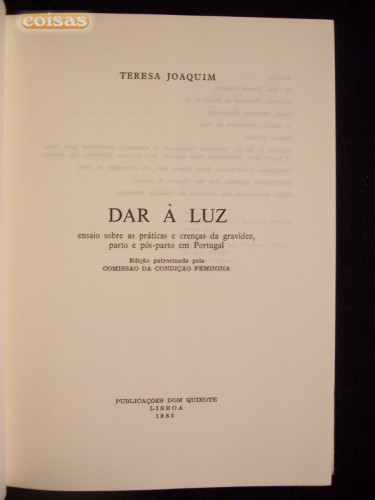 coisas
TERESA JOAQUIM
DAR À LUZ
ensaio sobre as práticas e crenças da gravidez,
parto e pós-parto em Portugal
Edição patrocinada pela
COMISSÃO DA CONDIÇÃO FEMININA
PUBLICAÇÕES DOM QUIXOTE
LISBOA
1983